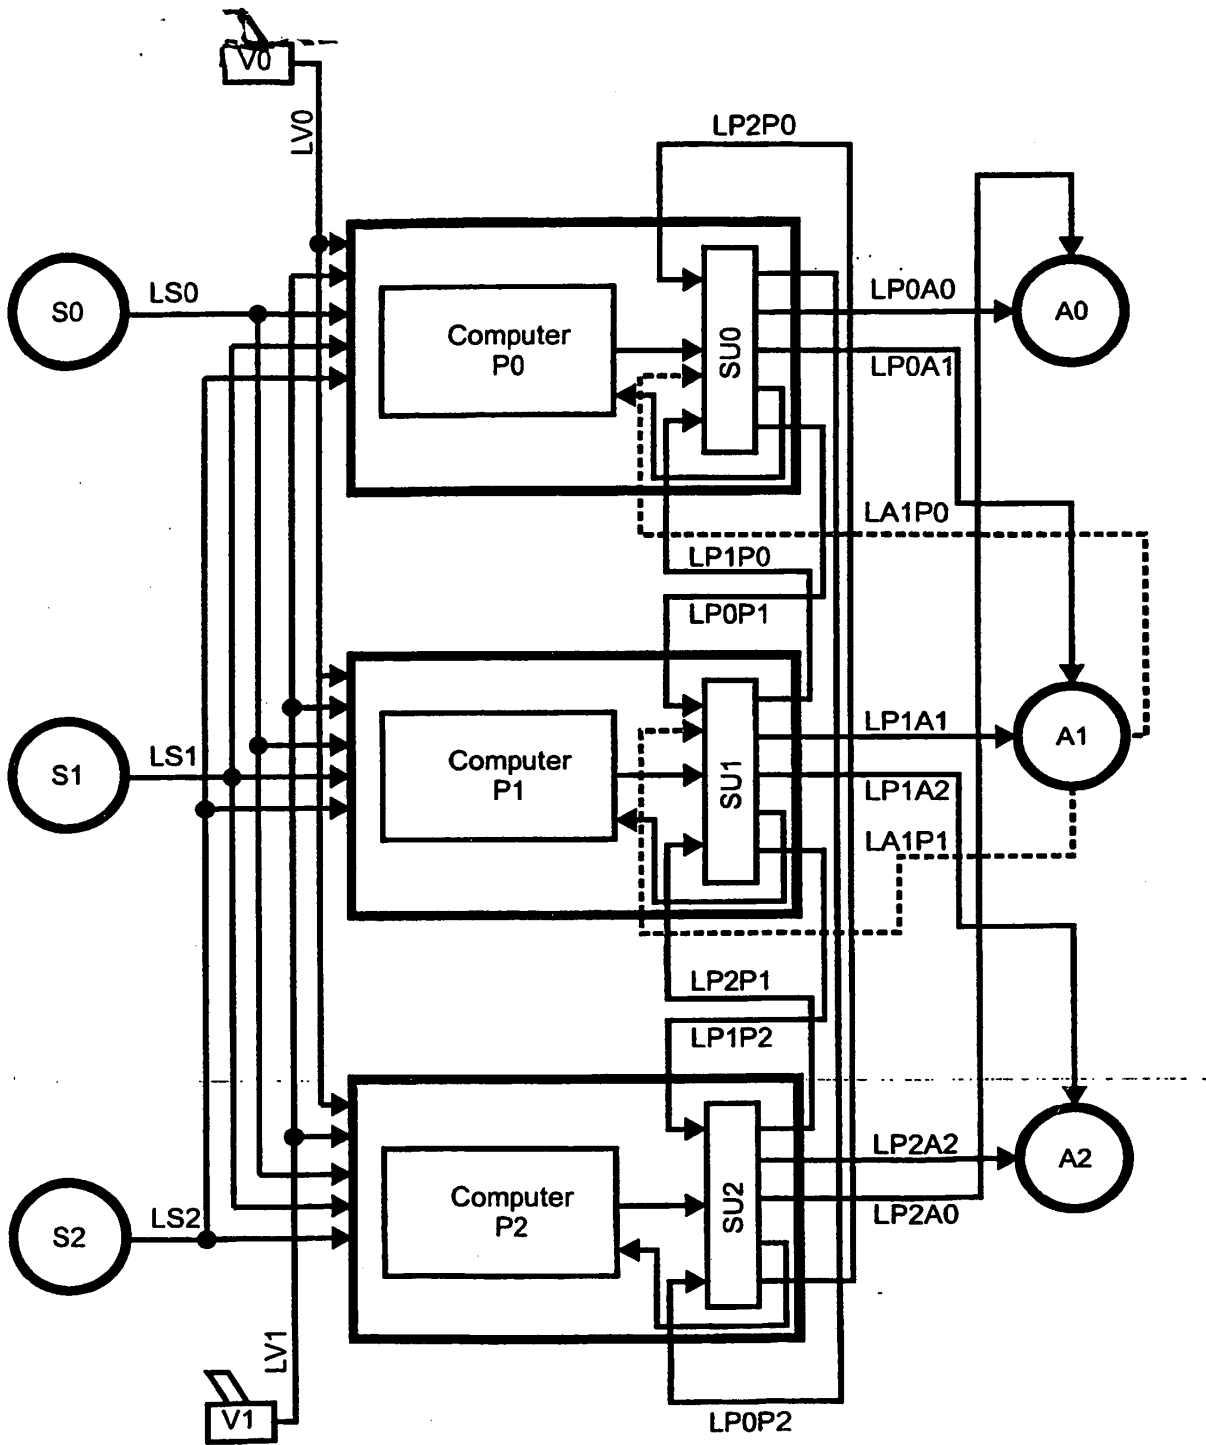 V0
LV0
LP2P0
S0
LS0
Computer
P0
SU0
LP0A0
LP0A1
A0
LA1P0
LP1P0
LP0P1
S1
LS1
Computer
P1
SU1
LP1A1
LP1A2
A1
LA1P1
LP2P1
LP1P2
S2
LS2
Computer
P2
SU2
LP2A2
LP2A0
A2
LV1
V1
LP0P2